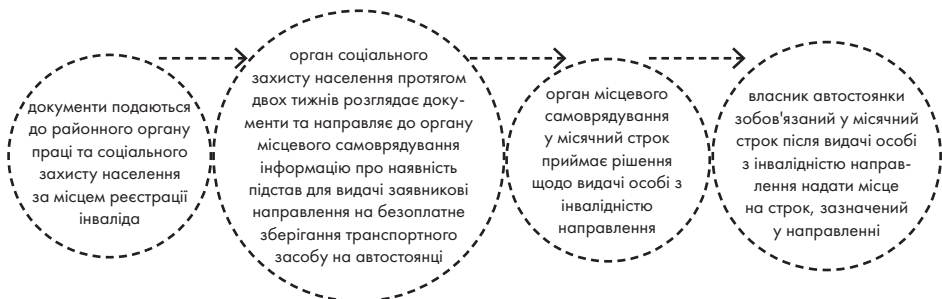 документи подаються
до районного органу
праці та соціального
захисту населення
за місцем реєстрації
інваліда
орган соціального
захисту населення протягом
двох тижнів розглядає доку-
менти та направляє до органу
місцевого самоврядування
інформацію про наявність
підстав для видачі заявникові
направлення на безоплатне
зберігання транспортного
засобу на автостоянці
орган місцевого
самоврядування
у місячний строк
приймає рішення
щодо видачі особі з
інвалідністю
направлення
власник автостоянки
зобов'язаний у місячний
строк після видачі особі
з інвалідністю направ-
лення надати місце
на строк, зазначений
у направленні